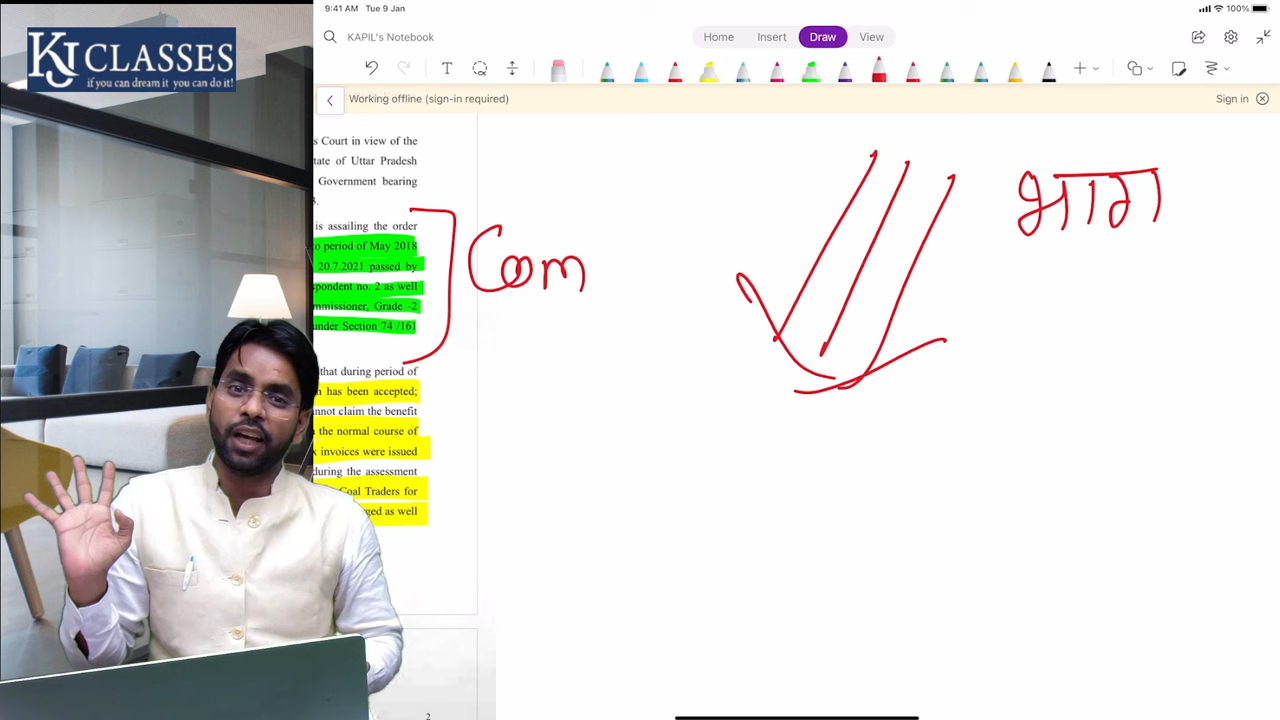 9:41 AM Tue 9 Jan
100%
KJ CLASSES
if you can dream it you can do it!
KAPIL's Notebook
Home Insert Draw View
T
Working offline (sign-in required)
Sign in
s Court in view of the
tate of Uttar Pradesh
Government bearing
3.
is assailing the order
to period of May 2018
20.7.2021 passed by
spondent no. 2 as well
mmissioner, Grade -2
under Section 74 /161
that during period of
n has been accepted;
nnot claim the benefit
n the normal course of
x invoices were issued
during the assessment
Coal Traders for
ged as well
2
Com